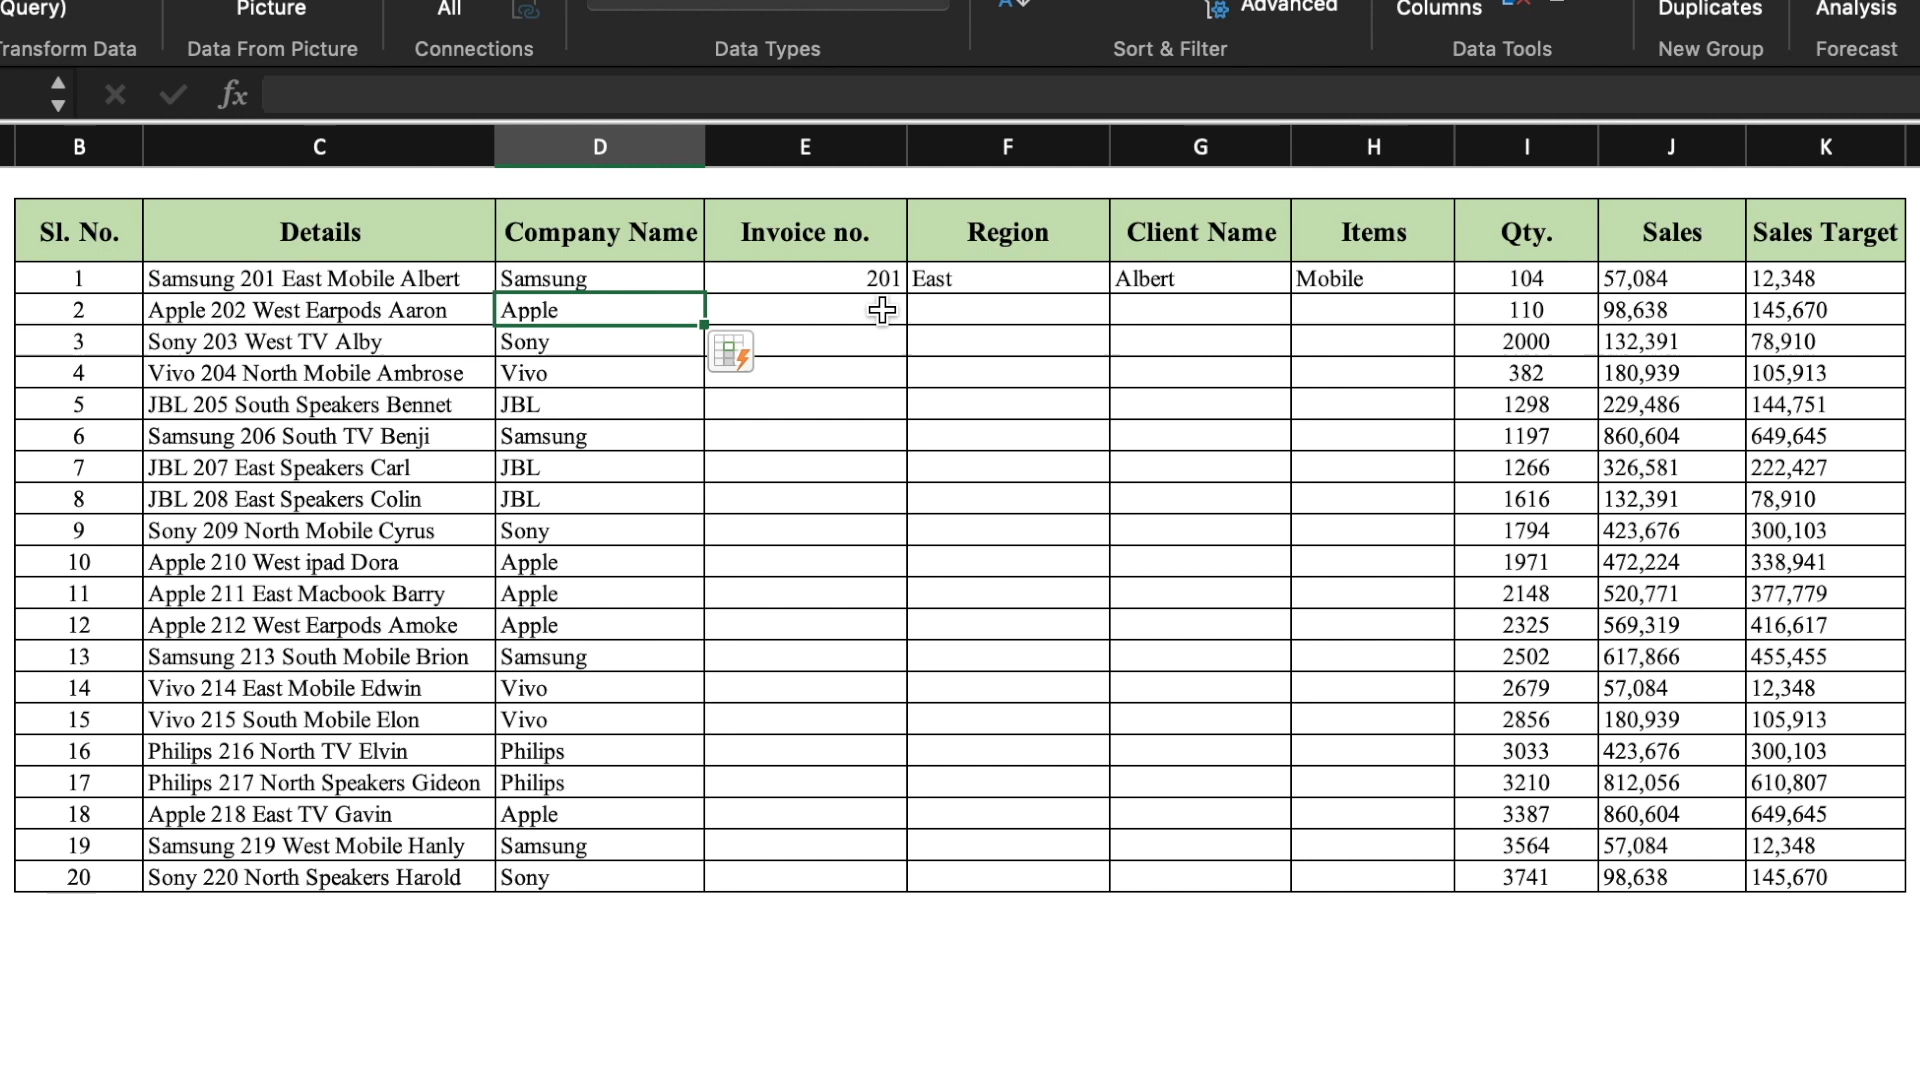 Query) Picture All Advanced Columns Duplicates Analysis
ransform Data Data From Picture Connections Data Types Sort & Filter Data Tools New Group Forecast
fx
B C D E F G H I J K
Sl. No. Details Company Name Invoice no. Region Client Name Items Qty. Sales Sales Target
1 Samsung 201 East Mobile Albert Samsung 201 East Albert Mobile 104 57,084 12,348
2 Apple 202 West Earpods Aaron Apple 110 98,638 145,670
3 Sony 203 West TV Alby Sony 2000 132,391 78,910
4 Vivo 204 North Mobile Ambrose Vivo 382 180,939 105,913
5 JBL 205 South Speakers Bennet JBL 1298 229,486 144,751
6 Samsung 206 South TV Benji Samsung 1197 860,604 649,645
7 JBL 207 East Speakers Carl JBL 1266 326,581 222,427
8 JBL 208 East Speakers Colin JBL 1616 132,391 78,910
9 Sony 209 North Mobile Cyrus Sony 1794 423,676 300,103
10 Apple 210 West ipad Dora Apple 1971 472,224 338,941
11 Apple 211 East Macbook Barry Apple 2148 520,771 377,779
12 Apple 212 West Earpods Amoke Apple 2325 569,319 416,617
13 Samsung 213 South Mobile Brion Samsung 2502 617,866 455,455
14 Vivo 214 East Mobile Edwin Vivo 2679 57,084 12,348
15 Vivo 215 South Mobile Elon Vivo 2856 180,939 105,913
16 Philips 216 North TV Elvin Philips 3033 423,676 300,103
17 Philips 217 North Speakers Gideon Philips 3210 812,056 610,807
18 Apple 218 East TV Gavin Apple 3387 860,604 649,645
19 Samsung 219 West Mobile Hanly Samsung 3564 57,084 12,348
20 Sony 220 North Speakers Harold Sony 3741 98,638 145,670